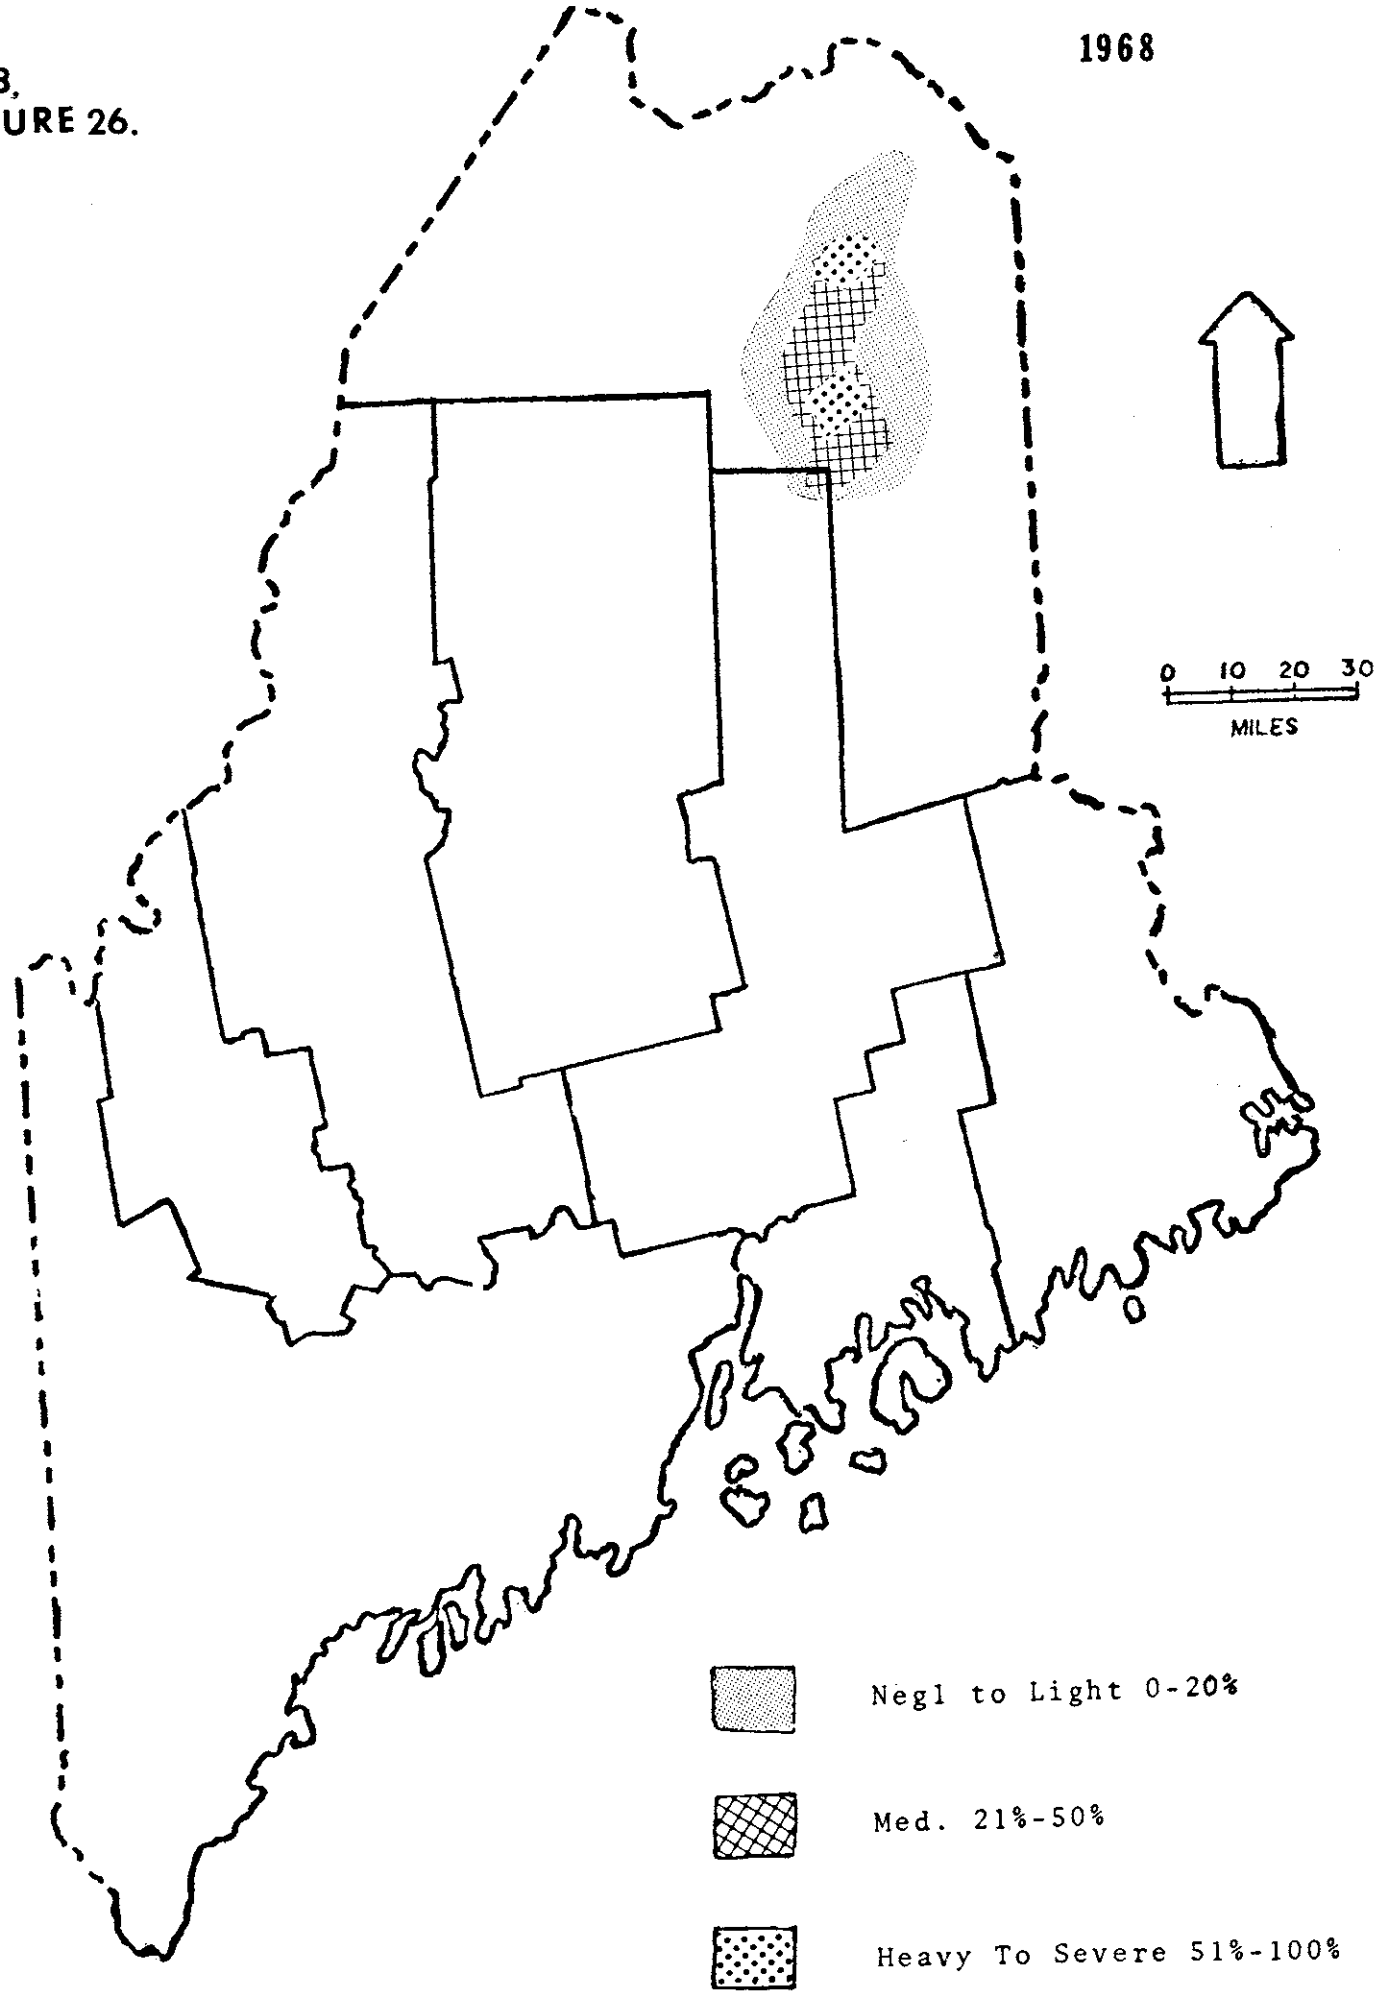 1968
B,
URE 26.
0 10 20 30
MILES
Negl to Light 0-20%
Med. 21%-50%
Heavy To Severe 51%-100%